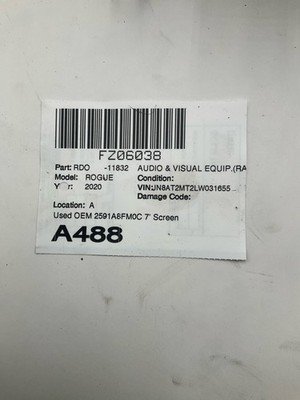 FZ06038
Part: RDO -11832 AUDIO & VISUAL EQUIP.(RA
Model: ROGUE Condition:
Year: 2020 VIN:JN8AT2MT2LW031655
Damage Code:
Location: A
Used OEM 2591A8FM0C 7' Screen
A488